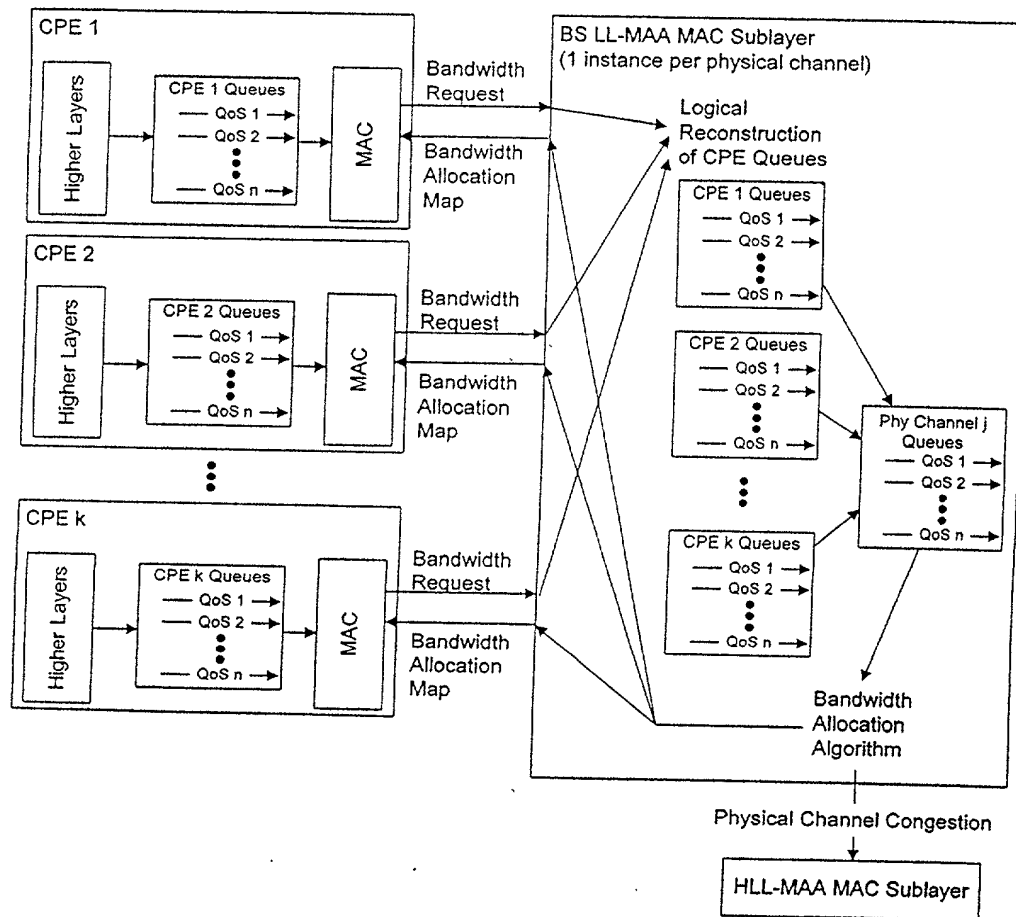 CPE 1
Higher Layers
CPE 1 Queues
QoS 1
QoS 2
QoS n
MAC
Bandwidth
Request
Bandwidth
Allocation
Map
CPE 2
Higher Layers
CPE 2 Queues
QoS 1
QoS 2
QoS n
MAC
Bandwidth
Request
Bandwidth
Allocation
Map
CPE k
Higher Layers
CPE k Queues
QoS 1
QoS 2
QoS n
MAC
Bandwidth
Request
Bandwidth
Allocation
Map
BS LL-MAA MAC Sublayer
(1 instance per physical channel)
Logical
Reconstruction
of CPE Queues
CPE 1 Queues
QoS 1
QoS 2
QoS n
CPE 2 Queues
QoS 1
QoS 2
QoS n
CPE k Queues
QoS 1
QoS 2
QoS n
Phy Channel j
Queues
QoS 1
QoS 2
QoS n
Bandwidth
Allocation
Algorithm
Physical Channel Congestion
HLL-MAA MAC Sublayer